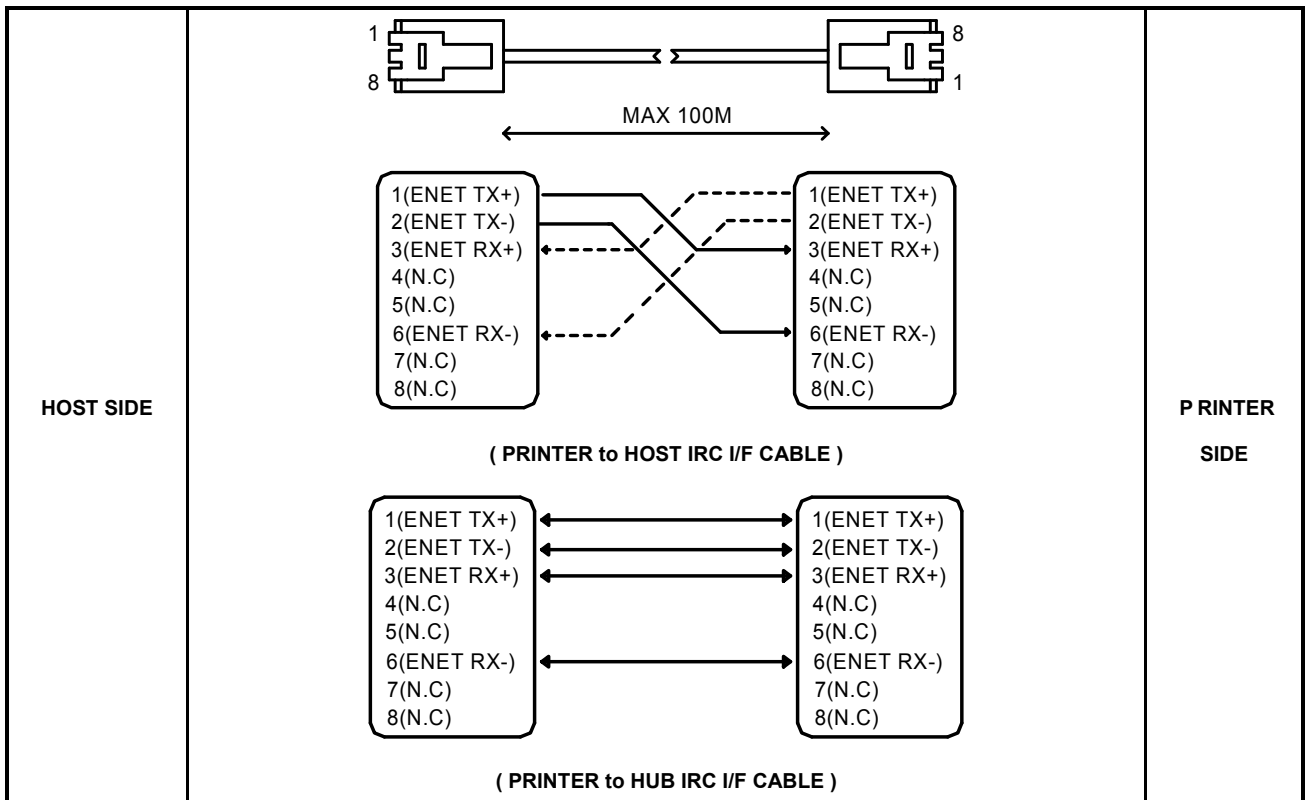 1 8
8 1
MAX 100M
1(ENET TX+) 1(ENET TX+)
2(ENET TX-) 2(ENET TX-)
3(ENET RX+) 3(ENET RX+)
4(N.C) 4(N.C)
5(N.C) 5(N.C)
6(ENET RX-) 6(ENET RX-)
7(N.C) 7(N.C)
8(N.C) 8(N.C)
HOST SIDE
P RINTER
SIDE
( PRINTER to HOST IRC I/F CABLE )
1(ENET TX+) 1(ENET TX+)
2(ENET TX-) 2(ENET TX-)
3(ENET RX+) 3(ENET RX+)
4(N.C) 4(N.C)
5(N.C) 5(N.C)
6(ENET RX-) 6(ENET RX-)
7(N.C) 7(N.C)
8(N.C) 8(N.C)
( PRINTER to HUB IRC I/F CABLE )